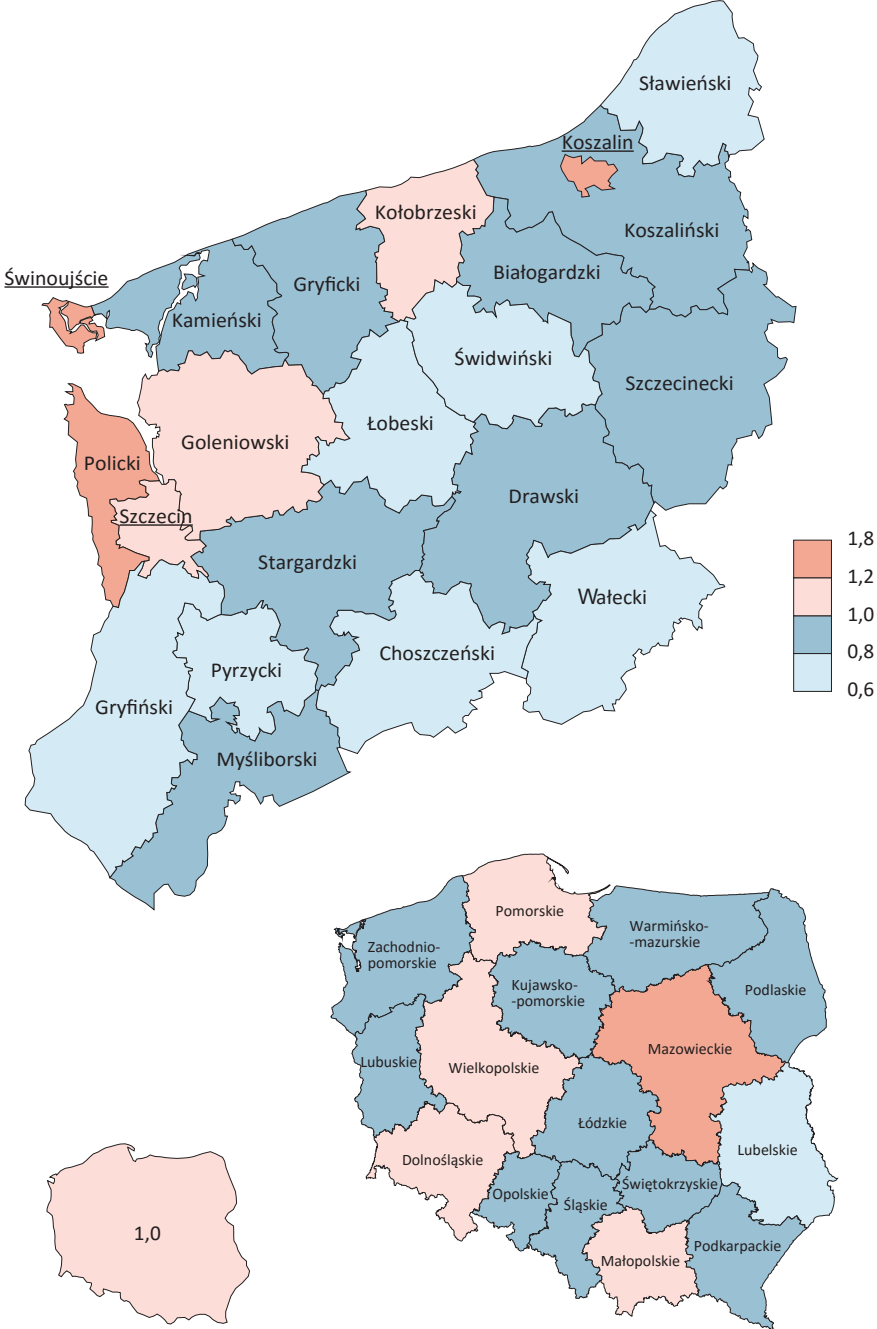 Sławieński
Koszalin
Kołobrzeski
Koszaliński
Białogardzki
Świnoujście
Gryficki
Kamieński
Świdwiński
Szczecinecki
Łobeski
Goleniowski
Policki
Drawski
Szczecin
Stargardzki
1,8
1,2
1,0
0,8
0,6
Wałecki
Choszczeński
Pyrzycki
Gryfiński
Myśliborski
Pomorskie
Warmińsko-
-mazurskie
Zachodnio-
pomorskie
Kujawsko-
-pomorskie
Podlaskie
Mazowieckie
Lubuskie
Wielkopolskie
Łódzkie
Lubelskie
Dolnośląskie
Opolskie
Śląskie
Świętokrzyskie
1,0
Małopolskie
Podkarpackie